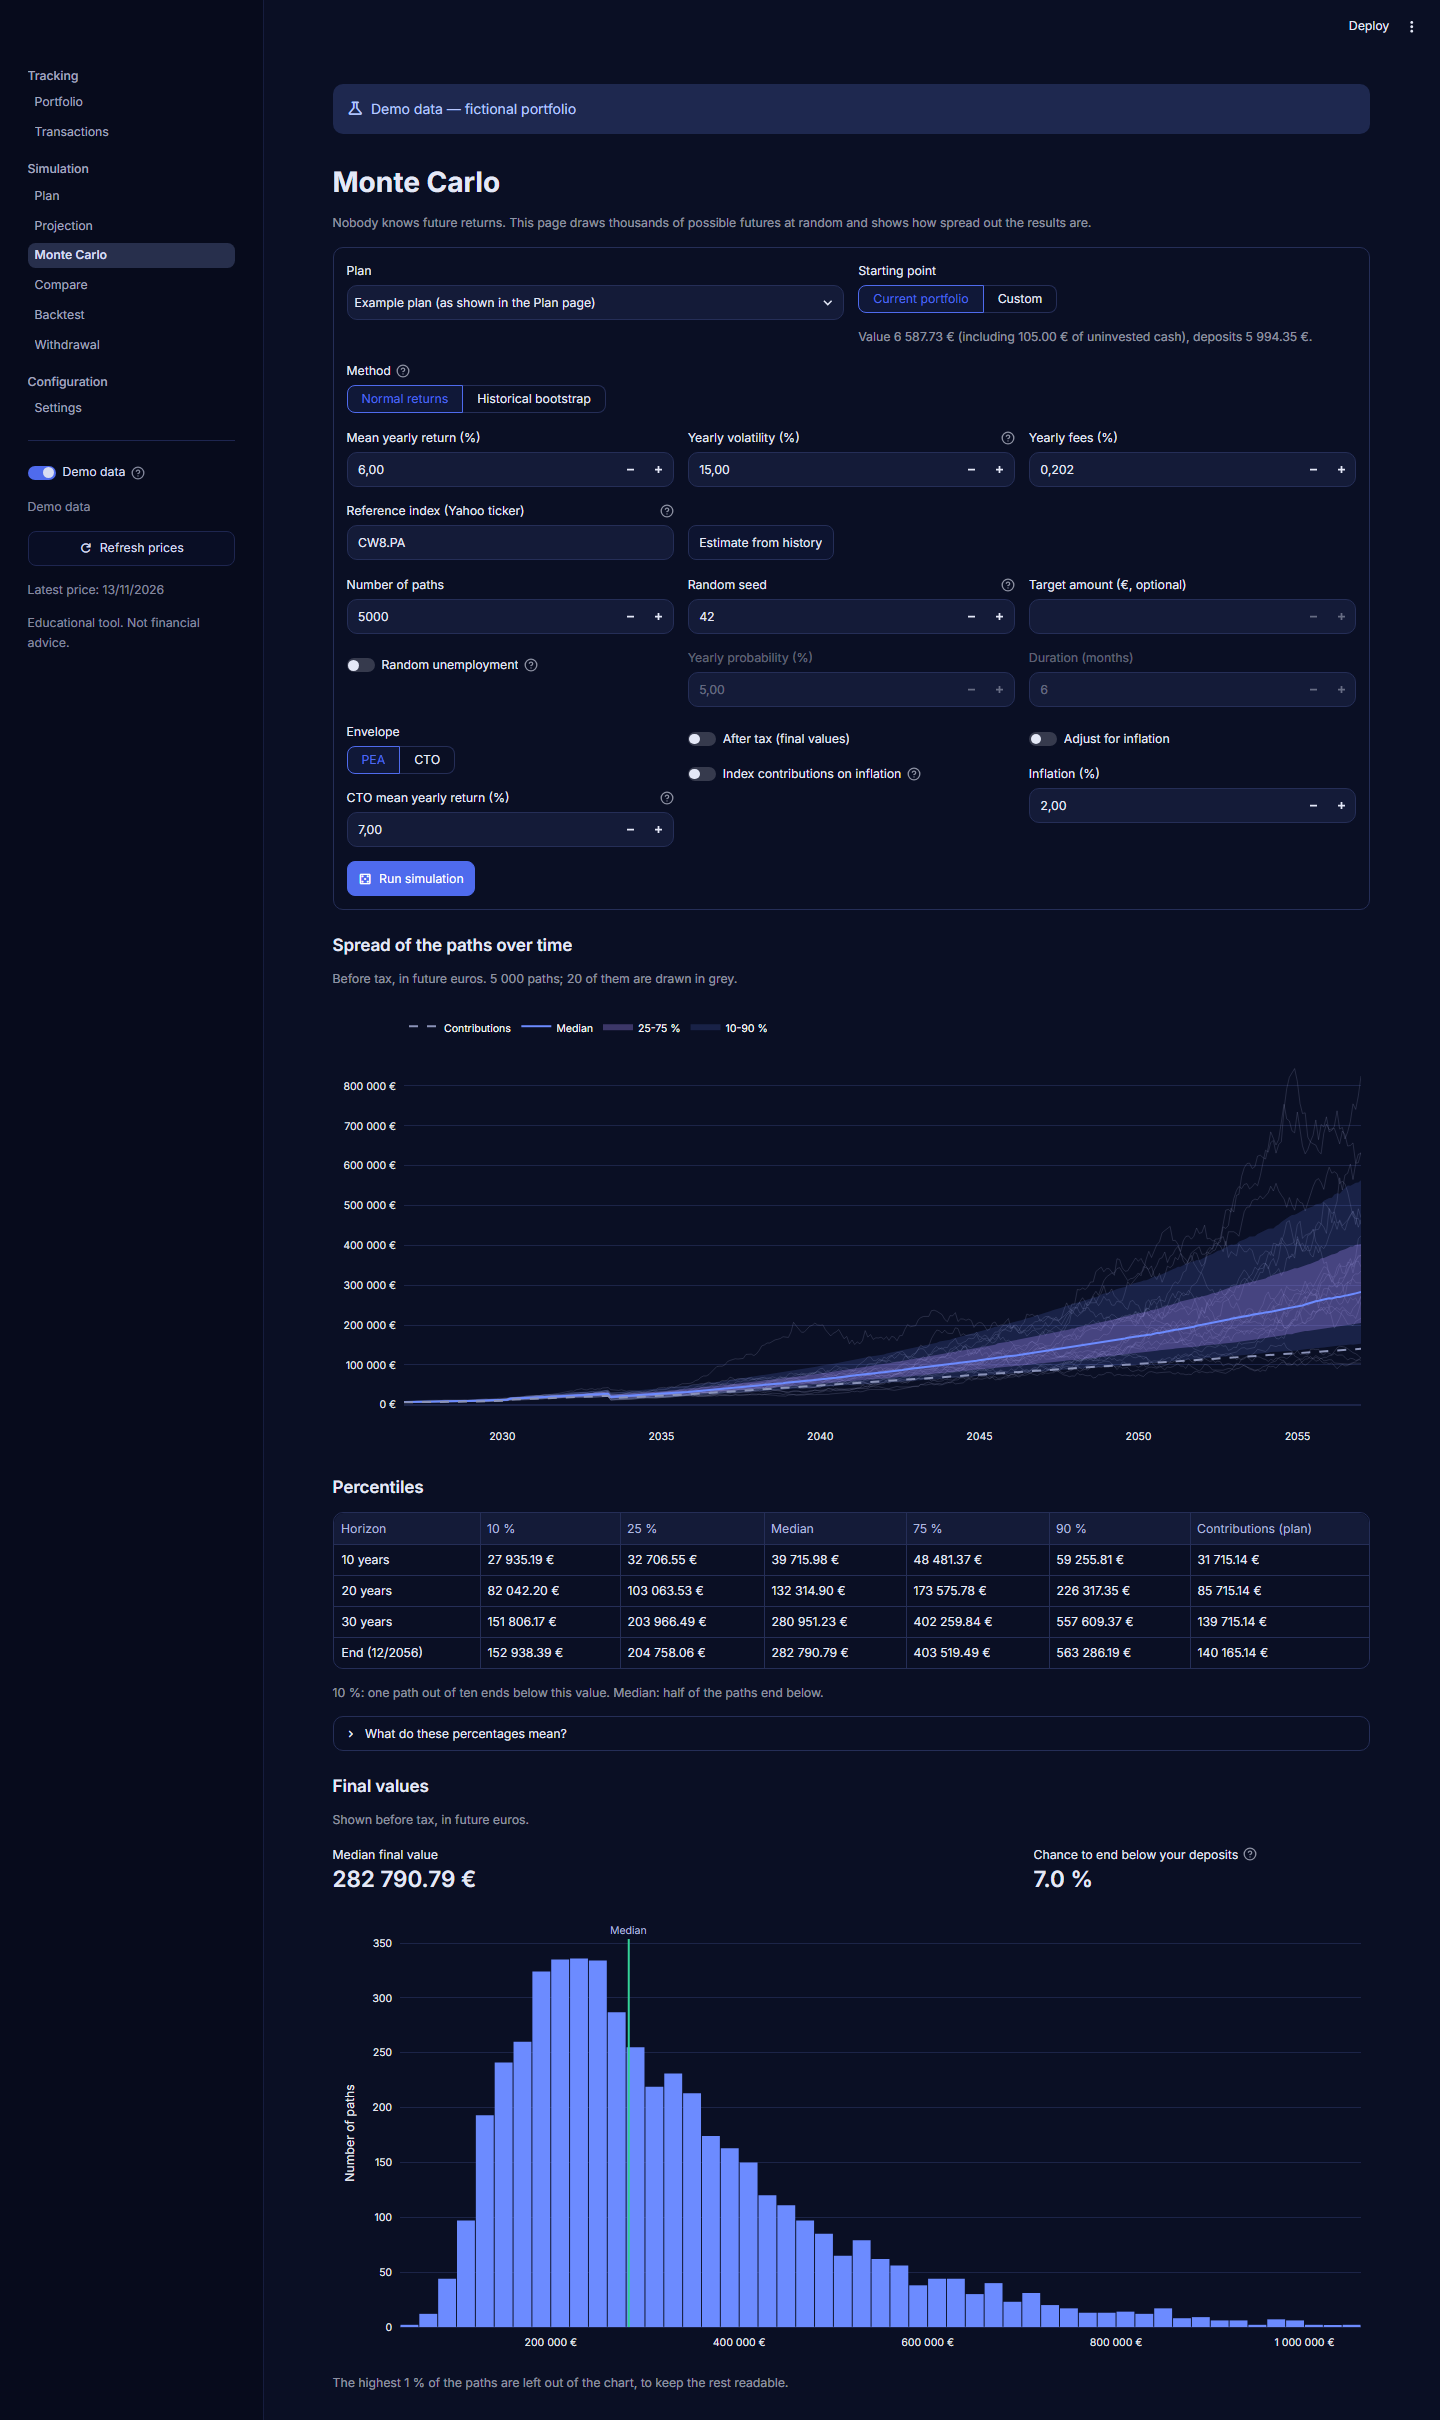 Deploy
Tracking
Portfolio
Transactions
Simulation
Plan
Projection
Monte Carlo
Compare
Backtest
Withdrawal
Configuration
Settings
Demo data
Demo data
Refresh prices
Latest price: 13/11/2026
Educational tool. Not financial
advice.
Demo data — fictional portfolio
Monte Carlo
Nobody knows future returns. This page draws thousands of possible futures at random and shows how spread out the results are.
Plan
Starting point
Example plan (as shown in the Plan page)
Current portfolio Custom
Value 6 587.73 € (including 105.00 € of uninvested cash), deposits 5 994.35 €.
Method
Normal returns Historical bootstrap
Mean yearly return (%) Yearly volatility (%) Yearly fees (%)
6,00 15,00 0,202
Reference index (Yahoo ticker)
CW8.PA Estimate from history
Number of paths Random seed Target amount (€, optional)
5000 42
Random unemployment Yearly probability (%) Duration (months)
5,00 6
Envelope
PEA CTO
After tax (final values) Adjust for inflation
Index contributions on inflation Inflation (%)
CTO mean yearly return (%)
2,00
7,00
Run simulation
Spread of the paths over time
Before tax, in future euros. 5 000 paths; 20 of them are drawn in grey.
Contributions Median 25-75 % 10-90 %
800 000 €
700 000 €
600 000 €
500 000 €
400 000 €
300 000 €
200 000 €
100 000 €
0 €
2030 2035 2040 2045 2050 2055
Percentiles
Horizon 10 % 25 % Median 75 % 90 % Contributions (plan)
10 years 27 935.19 € 32 706.55 € 39 715.98 € 48 481.37 € 59 255.81 € 31 715.14 €
20 years 82 042.20 € 103 063.53 € 132 314.90 € 173 575.78 € 226 317.35 € 85 715.14 €
30 years 151 806.17 € 203 966.49 € 280 951.23 € 402 259.84 € 557 609.37 € 139 715.14 €
End (12/2056) 152 938.39 € 204 758.06 € 282 790.79 € 403 519.49 € 563 286.19 € 140 165.14 €
10 %: one path out of ten ends below this value. Median: half of the paths end below.
What do these percentages mean?
Final values
Shown before tax, in future euros.
Median final value Chance to end below your deposits
282 790.79 € 7.0 %
Median
Number of paths
350
300
250
200
150
100
50
0
200 000 € 400 000 € 600 000 € 800 000 € 1 000 000 €
The highest 1 % of the paths are left out of the chart, to keep the rest readable.